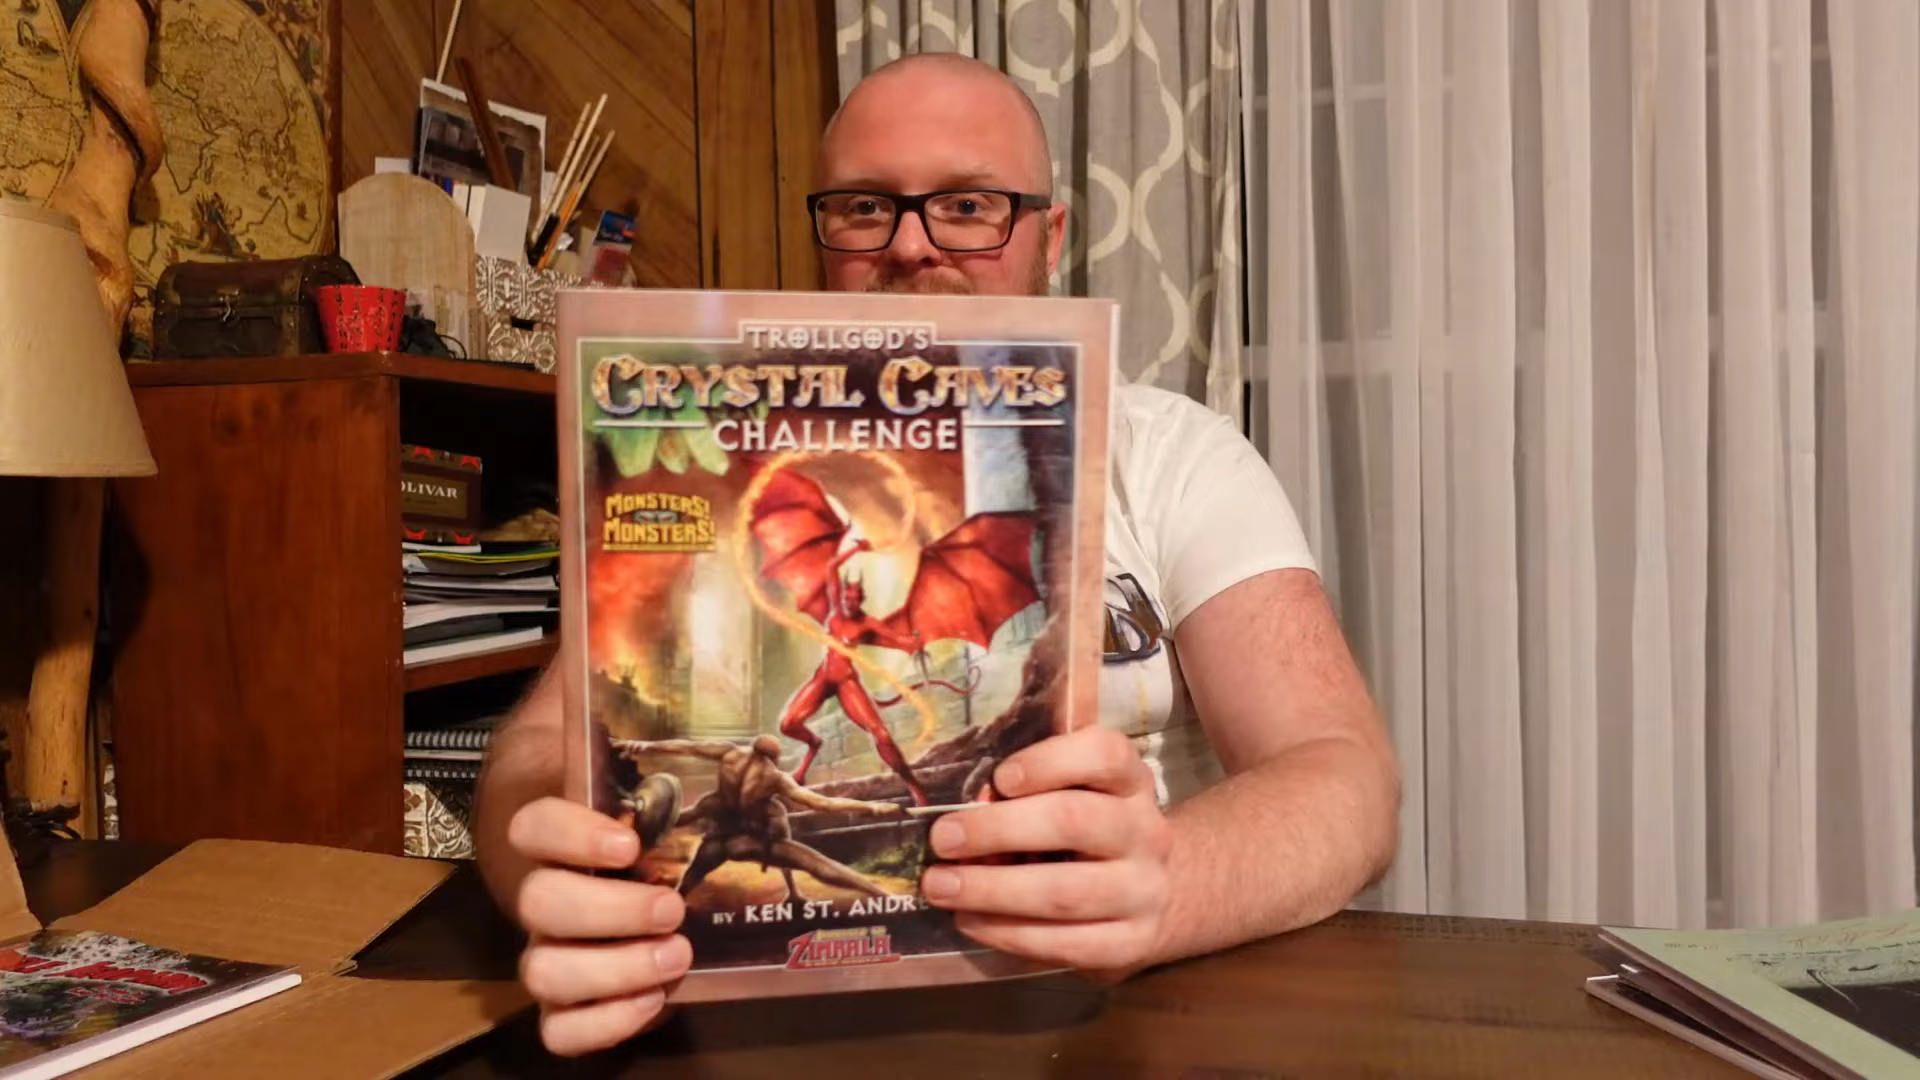 TROLLGOD'S
CRYSTAL CAVES
CHALLENGE
MONSTERS!
MONSTERS!
BY KEN ST. ANDRE
ZIMRALA
OLIVAR